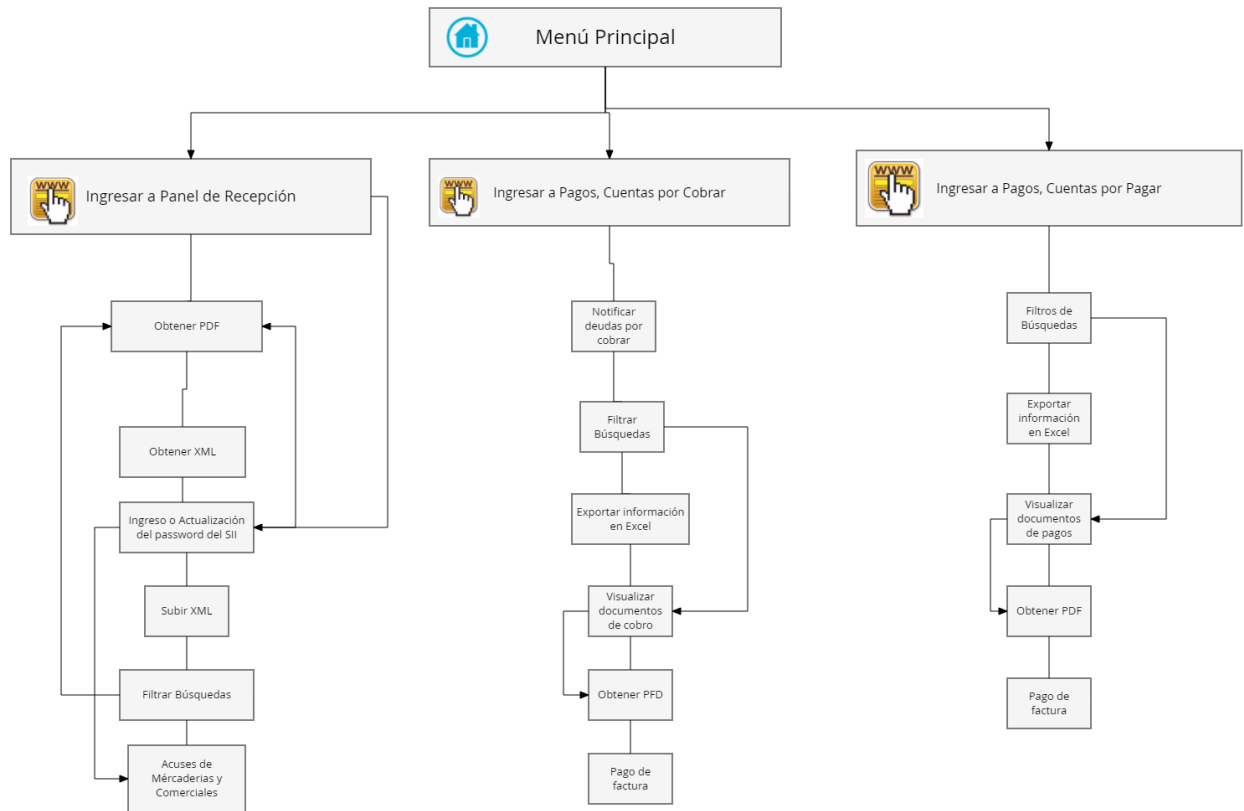 Menú Principal
WWW
Ingresar a Panel de Recepción
WWW
Ingresar a Pagos, Cuentas por Cobrar
WWW
Ingresar a Pagos, Cuentas por Pagar
Obtener PDF
Obtener XML
Ingreso o Actualización
del password del SII
Subir XML
Filtrar Búsquedas
Acuses de
Mércaderias y
Comerciales
Notificar
deudas por
cobrar
Filtrar
Búsquedas
Exportar información
en Excel
Visualizar
documentos
de cobro
Obtener PFD
Pago de
factura
Filtros de
Búsquedas
Exportar
información
en Excel
Visualizar
documentos
de pagos
Obtener PDF
Pago de
factura